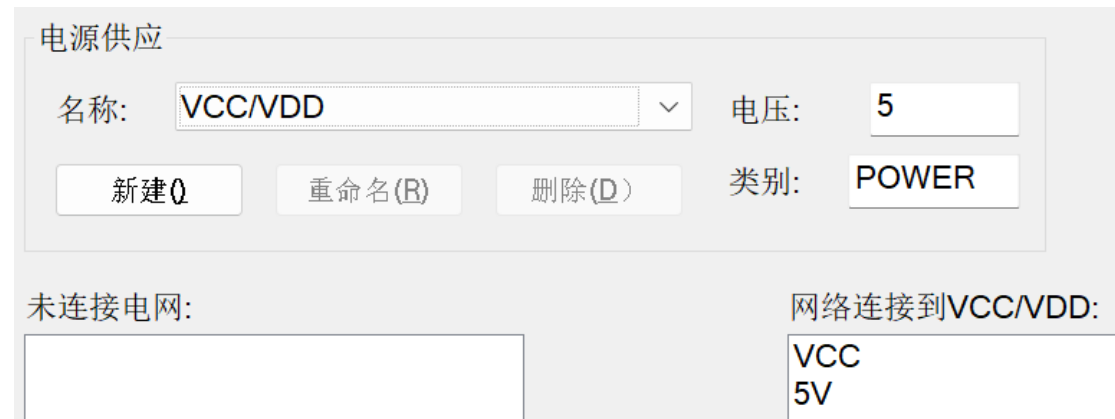 电源供应
名称: VCC/VDD 电压: 5
新建() 重命名(R) 删除(D） 类别: POWER
未连接电网: 网络连接到VCC/VDD:
VCC
5V